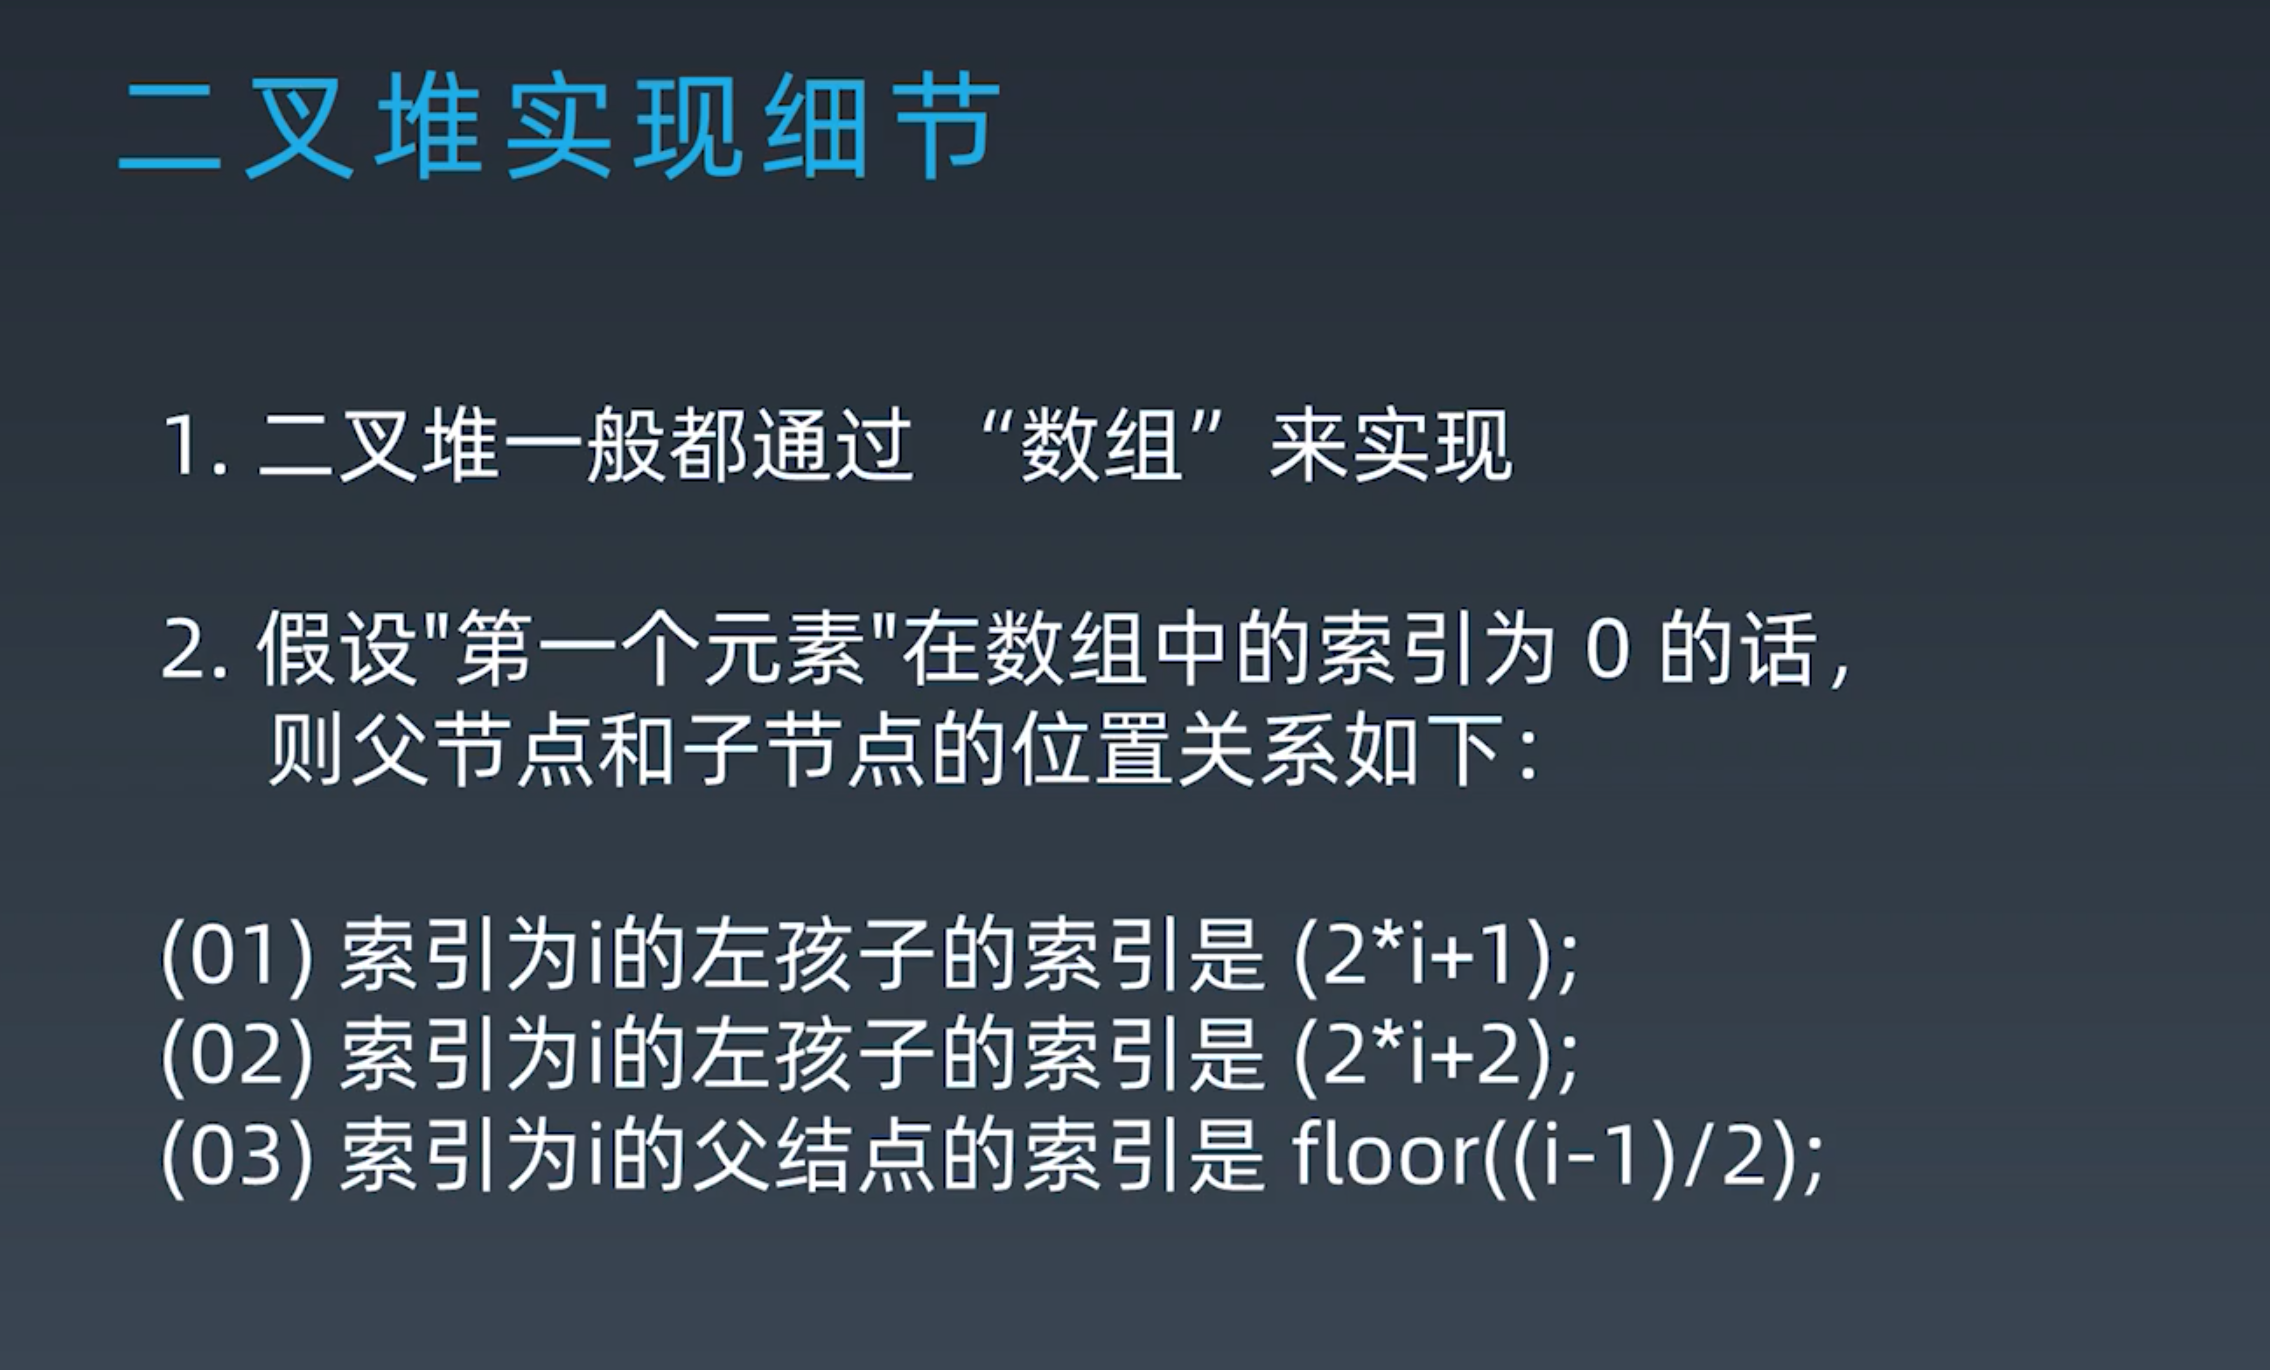 二叉堆实现细节
1. 二叉堆一般都通过 “数组” 来实现
2. 假设"第一个元素"在数组中的索引为 0 的话，
则父节点和子节点的位置关系如下：
(01) 索引为i的左孩子的索引是 (2*i+1);
(02) 索引为i的左孩子的索引是 (2*i+2);
(03) 索引为i的父结点的索引是 floor((i-1)/2);